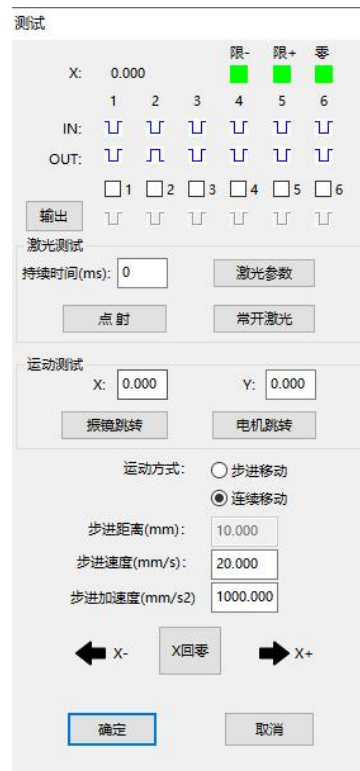 测试
限- 限+ 零
X: 0.000
1 2 3 4 5 6
IN:
OUT:
1 2 3 4 5 6
输出
激光测试
持续时间(ms): 0 激光参数
点 射 常开激光
运动测试
X: 0.000 Y: 0.000
振镜跳转 电机跳转
运动方式: 步进移动
连续移动
步进距离(mm): 10.000
步进速度(mm/s): 20.000
步进加速度(mm/s2) 1000.000
X- X回零 X+
确定 取消